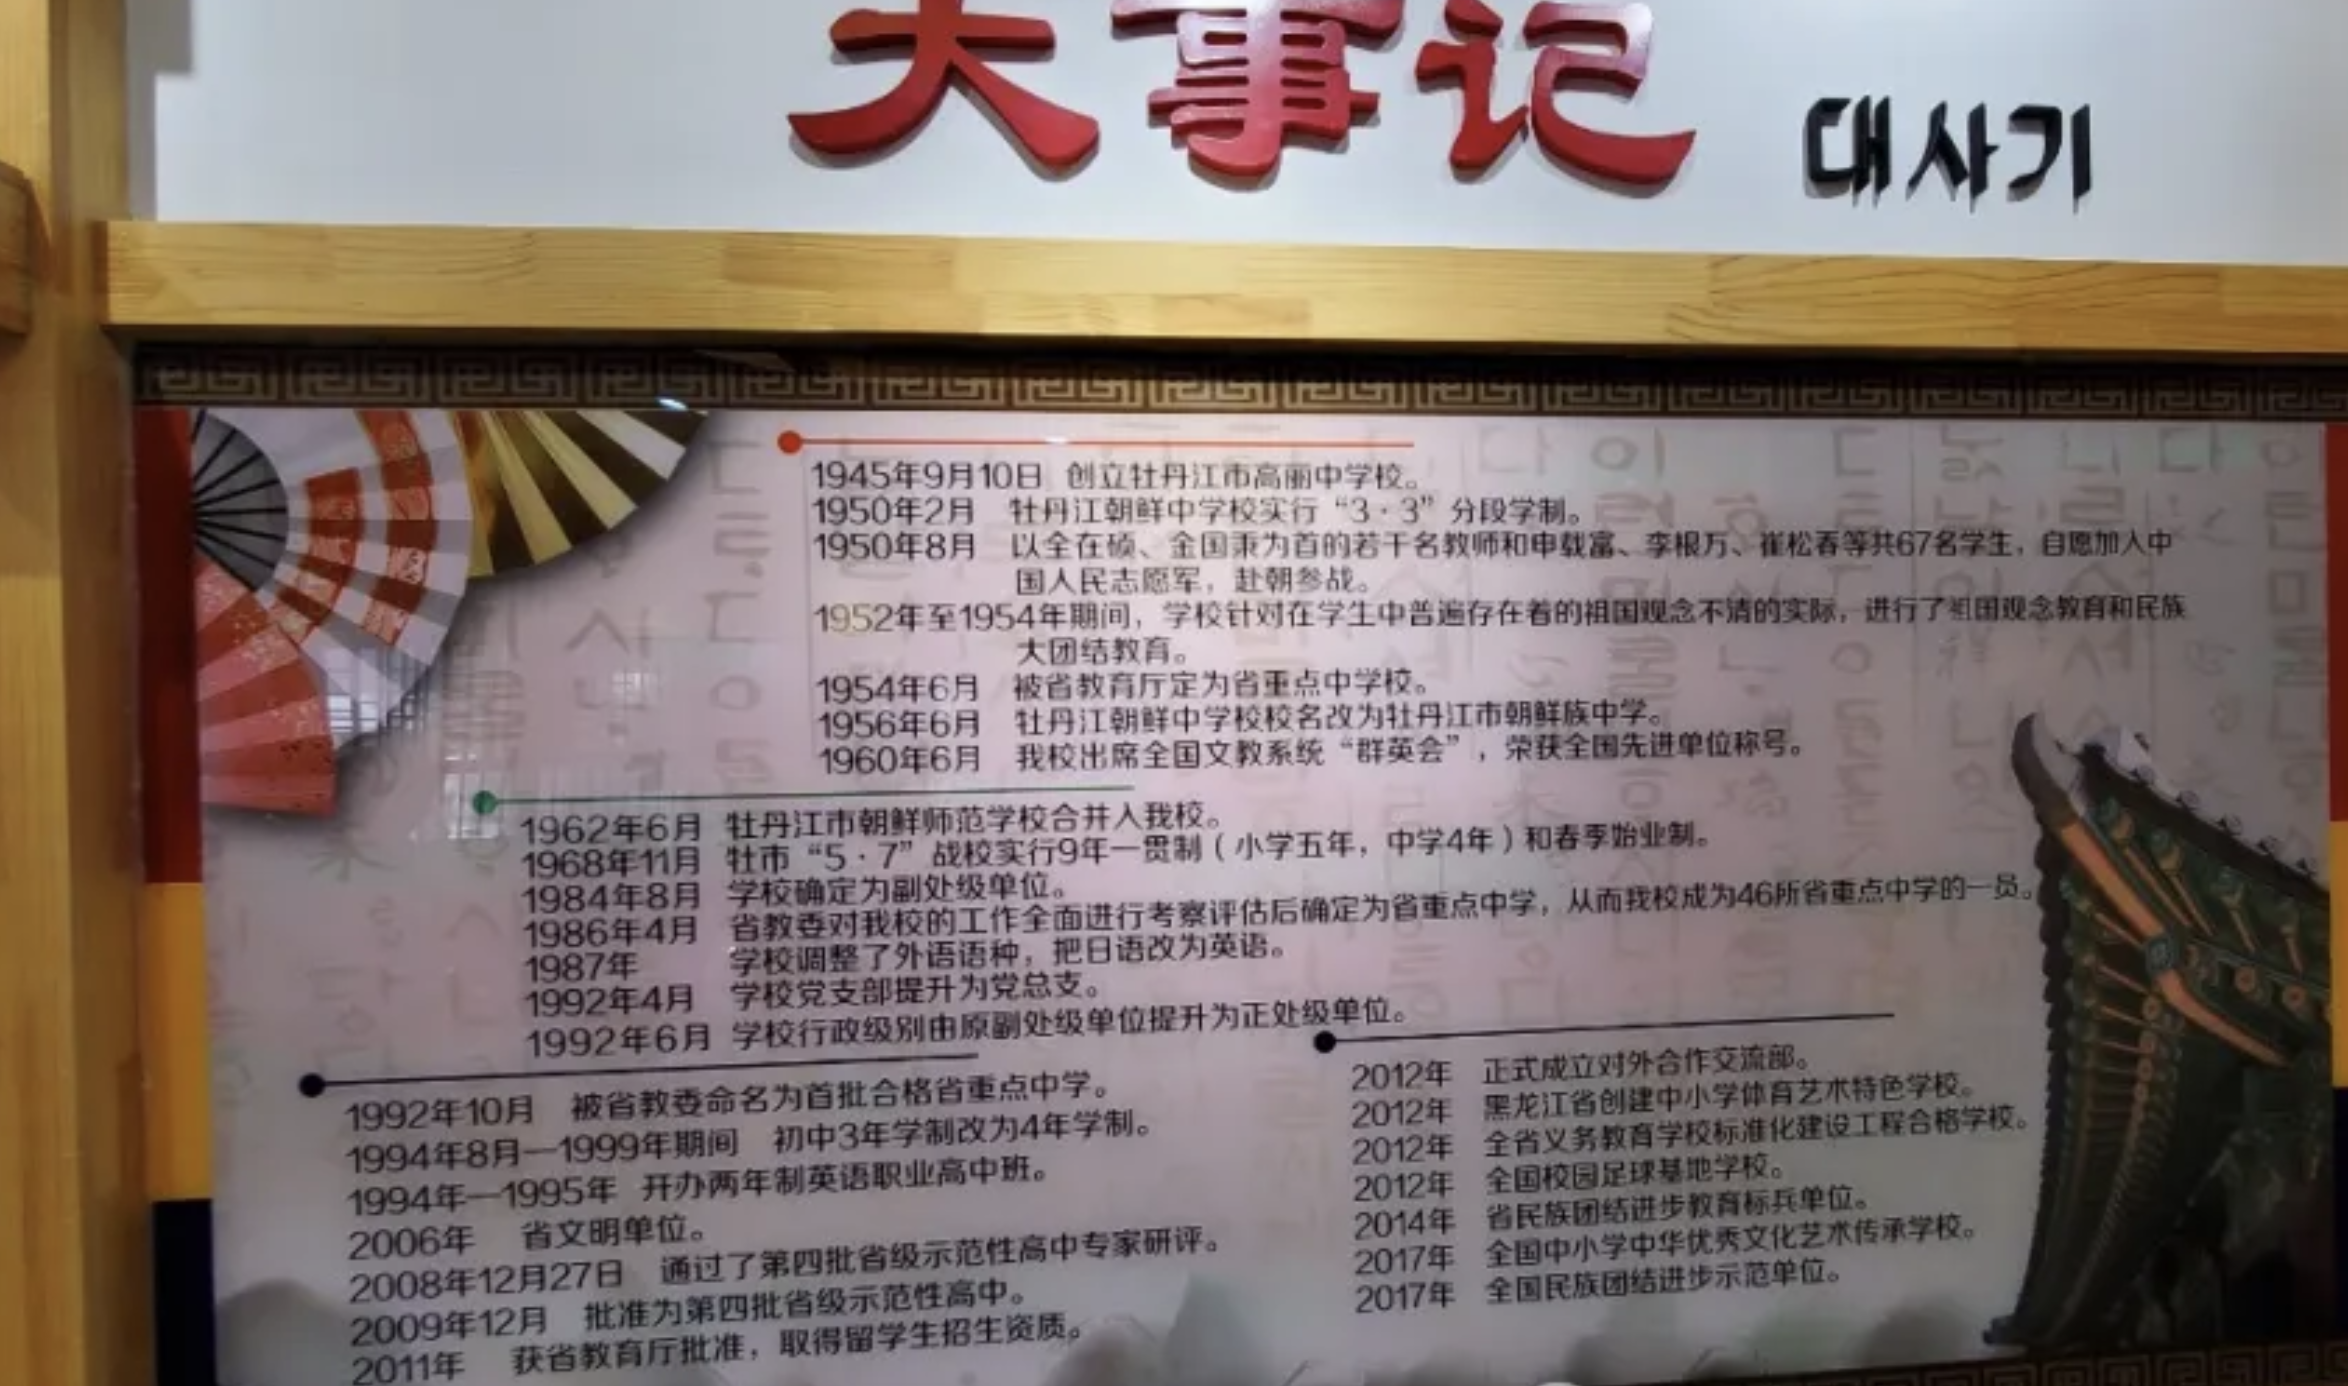 大事记 대사기
1945年9月10日 创立牡丹江市高丽中学校。
1950年2月 牡丹江朝鲜中学校实行“3·3”分段学制。
1950年8月 以全在硕、金国秉为首的若干名教师和申载富、李根万、崔松春等共67名学生，自愿加入中
国人民志愿军，赴朝参战。
1952年至1954年期间，学校针对在学生中普遍存在着的祖国观念不清的实际，进行了祖国观念教育和民族
大团结教育。
1954年6月 被省教育厅定为省重点中学校。
1956年6月 牡丹江朝鲜中学校校名改为牡丹江市朝鲜族中学。
1960年6月 我校出席全国文教系统“群英会”，荣获全国先进单位称号。
1962年6月 牡丹江市朝鲜师范学校合并入我校。
1968年11月 牡市“5·7”战校实行9年一贯制（小学五年，中学4年）和春季始业制。
1984年8月 学校确定为副处级单位。
1986年4月 省教委对我校的工作全面进行考察评估后确定为省重点中学，从而我校成为46所省重点中学的一员。
1987年 学校调整了外语语种，把日语改为英语。
1992年4月 学校党支部提升为党总支。
1992年6月 学校行政级别由原副处级单位提升为正处级单位。
1992年10月 被省教委命名为首批合格省重点中学。
1994年8月—1999年期间 初中3年学制改为4年学制。
1994年—1995年 开办两年制英语职业高中班。
2006年 省文明单位。
2008年12月27日 通过了第四批省级示范性高中专家研评。
2009年12月 批准为第四批省级示范性高中。
2011年 获省教育厅批准，取得留学生招生资质。
2012年 正式成立对外合作交流部。
2012年 黑龙江省创建中小学体育艺术特色学校。
2012年 全省义务教育学校标准化建设工程合格学校。
2012年 全国校园足球基地学校。
2014年 省民族团结进步教育标兵单位。
2017年 全国中小学中华优秀文化艺术传承学校。
2017年 全国民族团结进步示范单位。